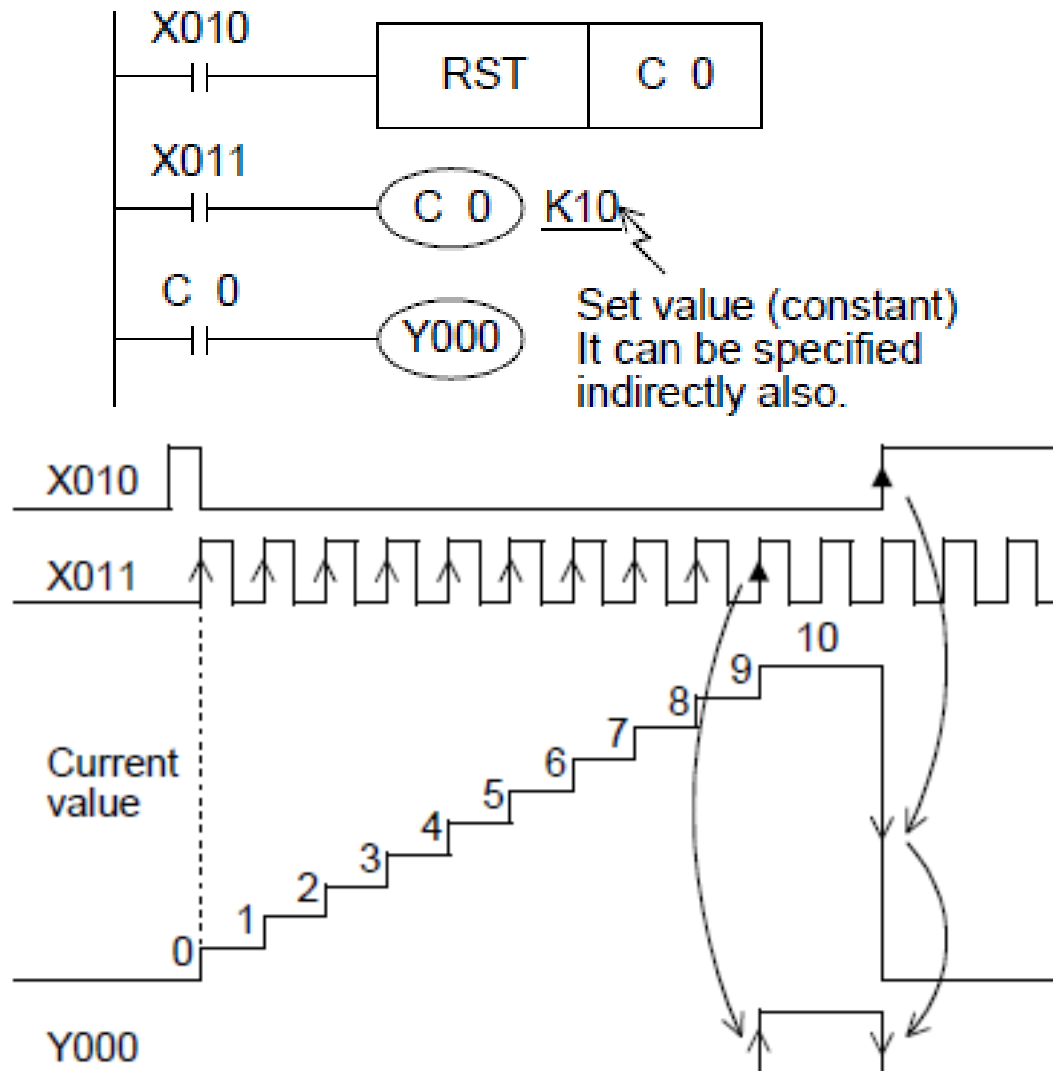 X010
RST
C 0
X011
C 0
K10
C 0
Y000
Set value (constant)
It can be specified
indirectly also.
X010
X011
10
9
8
7
6
5
4
3
2
1
0
Current
value
Y000